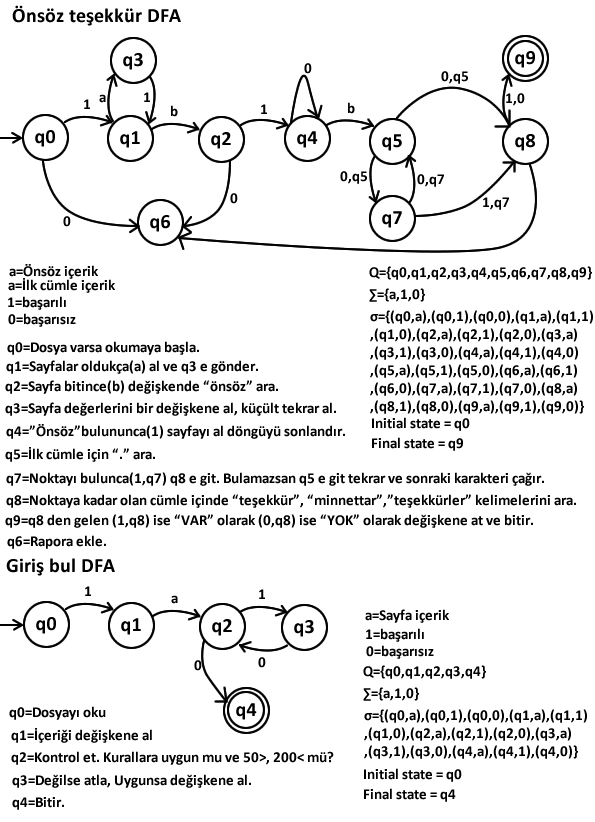 Önsöz teşekkür DFA
q3
q9
0
0,q5
a
1
1,0
1
b
1
b
q0
q1
q2
q4
q5
q8
0,q5
0,q7
0
0
q6
q7
1,q7
a=Önsöz içerik
a=İlk cümle içerik
1=başarılı
0=başarısız
Q={q0,q1,q2,q3,q4,q5,q6,q7,q8,q9}
∑={a,1,0}
σ={(q0,a),(q0,1),(q0,0),(q1,a),(q1,1)
,(q1,0),(q2,a),(q2,1),(q2,0),(q3,a)
,(q3,1),(q3,0),(q4,a),(q4,1),(q4,0)
,(q5,a),(q5,1),(q5,0),(q6,a),(q6,1)
,(q6,0),(q7,a),(q7,1),(q7,0),(q8,a)
,(q8,1),(q8,0),(q9,a),(q9,1),(q9,0)}
Initial state = q0
Final state = q9
q0=Dosya varsa okumaya başla.
q1=Sayfalar oldukça(a) al ve q3 e gönder.
q2=Sayfa bitince(b) değişkende “önsöz” ara.
q3=Sayfa değerlerini bir değişkene al, küçült tekrar al.
q4=”Önsöz”bulununca(1) sayfayı al döngüyü sonlandır.
q5=İlk cümle için “.” ara.
q7=Noktayı bulunca(1,q7) q8 e git. Bulamazsan q5 e git tekrar ve sonraki karakteri çağır.
q8=Noktaya kadar olan cümle içinde “teşekkür”, “minnettar”,”teşekkürler” kelimelerini ara.
q9=q8 den gelen (1,q8) ise “VAR” olarak (0,q8) ise “YOK” olarak değişkene at ve bitir.
q6=Rapora ekle.
Giriş bul DFA
1
a
1
q0
q1
q2
q3
0
0
q4
a=Sayfa içerik
1=başarılı
0=başarısız
Q={q0,q1,q2,q3,q4}
∑={a,1,0}
σ={(q0,a),(q0,1),(q0,0),(q1,a),(q1,1)
,(q1,0),(q2,a),(q2,1),(q2,0),(q3,a)
,(q3,1),(q3,0),(q4,a),(q4,1),(q4,0)}
Initial state = q0
Final state = q4
q0=Dosyayı oku
q1=İçeriği değişkene al
q2=Kontrol et. Kurallara uygun mu ve 50>, 200< mü?
q3=Değilse atla, Uygunsa değişkene al.
q4=Bitir.